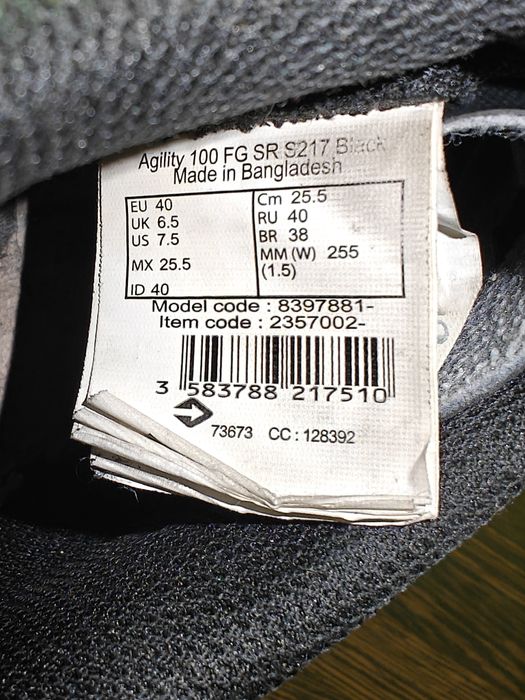 Agility 100 FG SR S217 Black
Made in Bangladesh
EU 40
UK 6.5
US 7.5
MX 25.5
ID 40
Cm 25.5
RU 40
BR 38
MM (W) 255
(1.5)
Model code : 8397881-
Item code : 2357002-
3 583788 217510
73673 CC : 128392